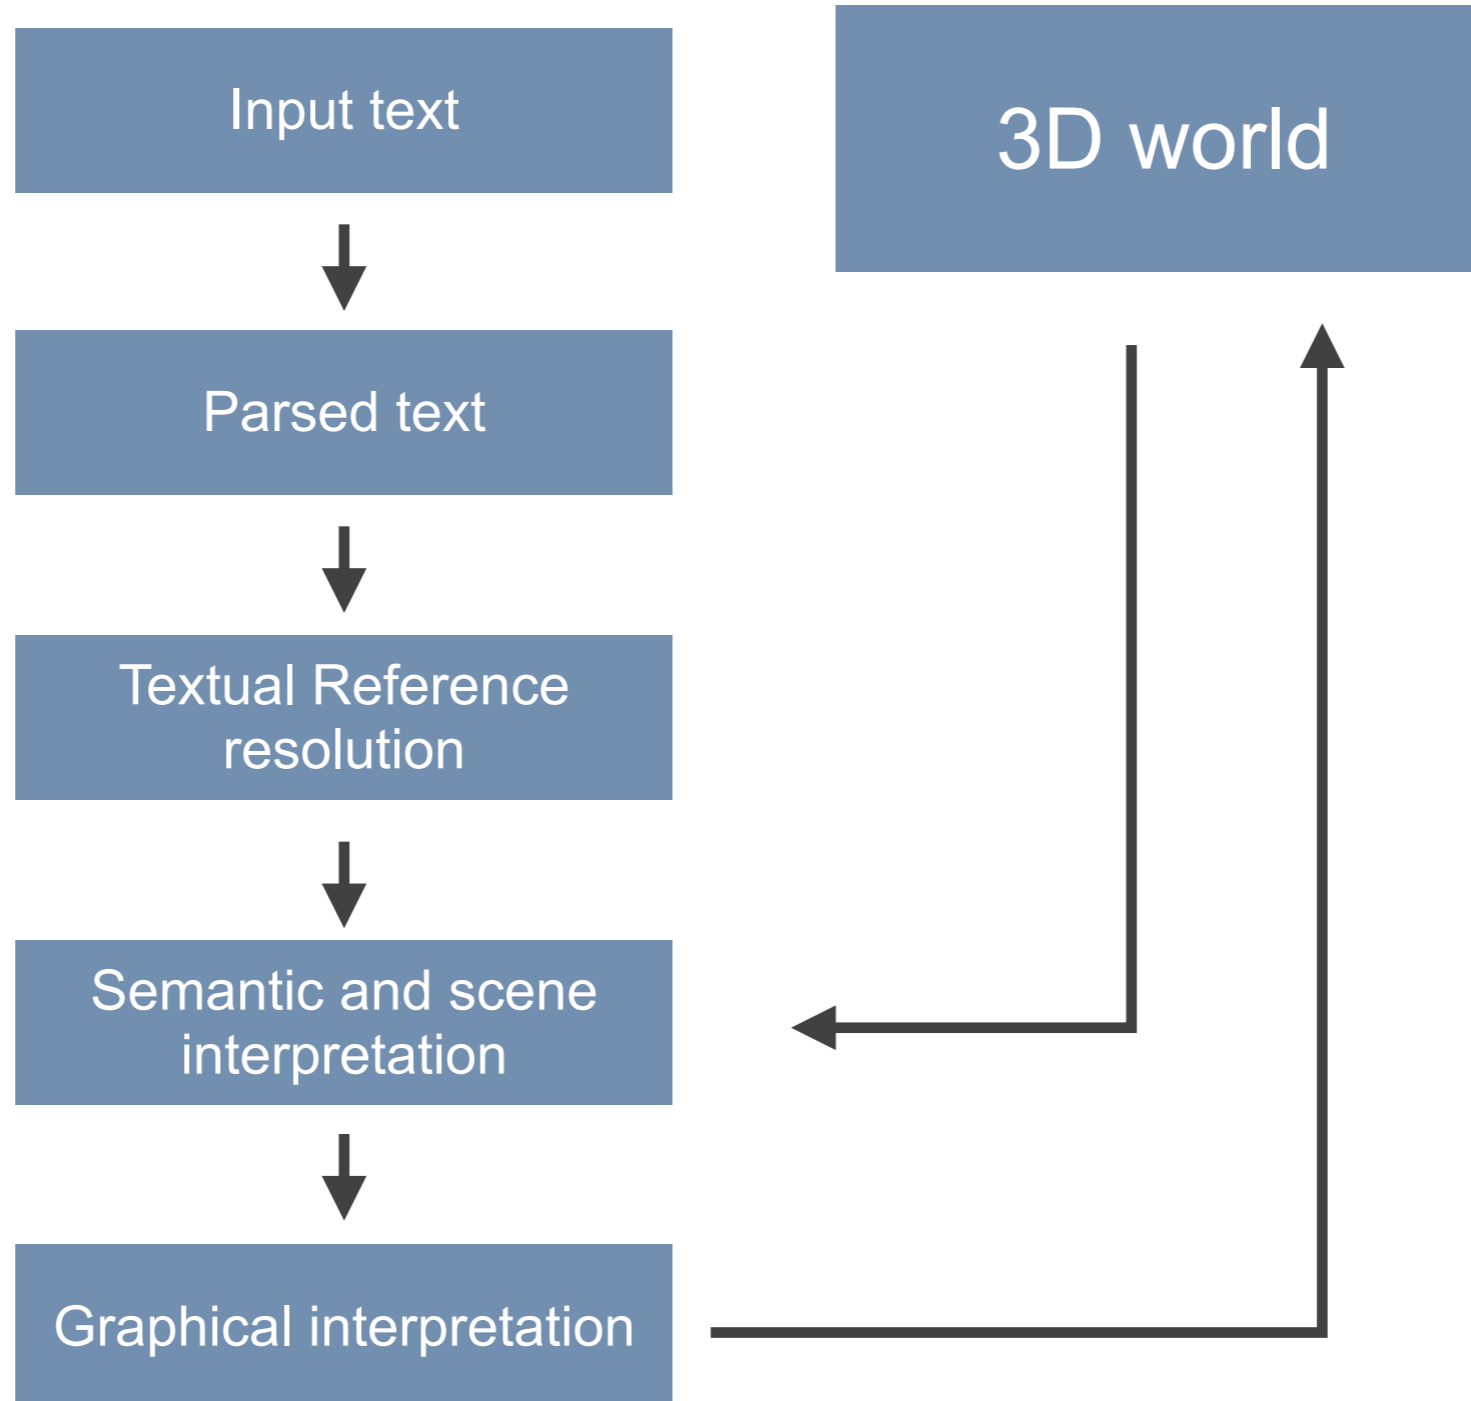 Input text
3D world
Parsed text
Textual Reference
resolution
Semantic and scene
interpretation
Graphical interpretation